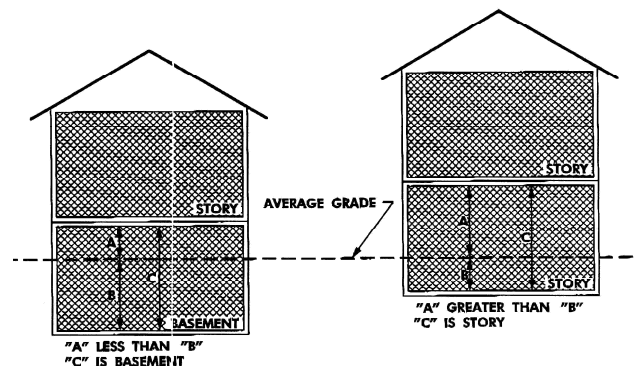 STORY
A
C
B
BASEMENT
"A" LESS THAN "B"
"C" IS BASEMENT
AVERAGE GRADE
STORY
A
C
B
STORY
"A" GREATER THAN "B"
"C" IS STORY